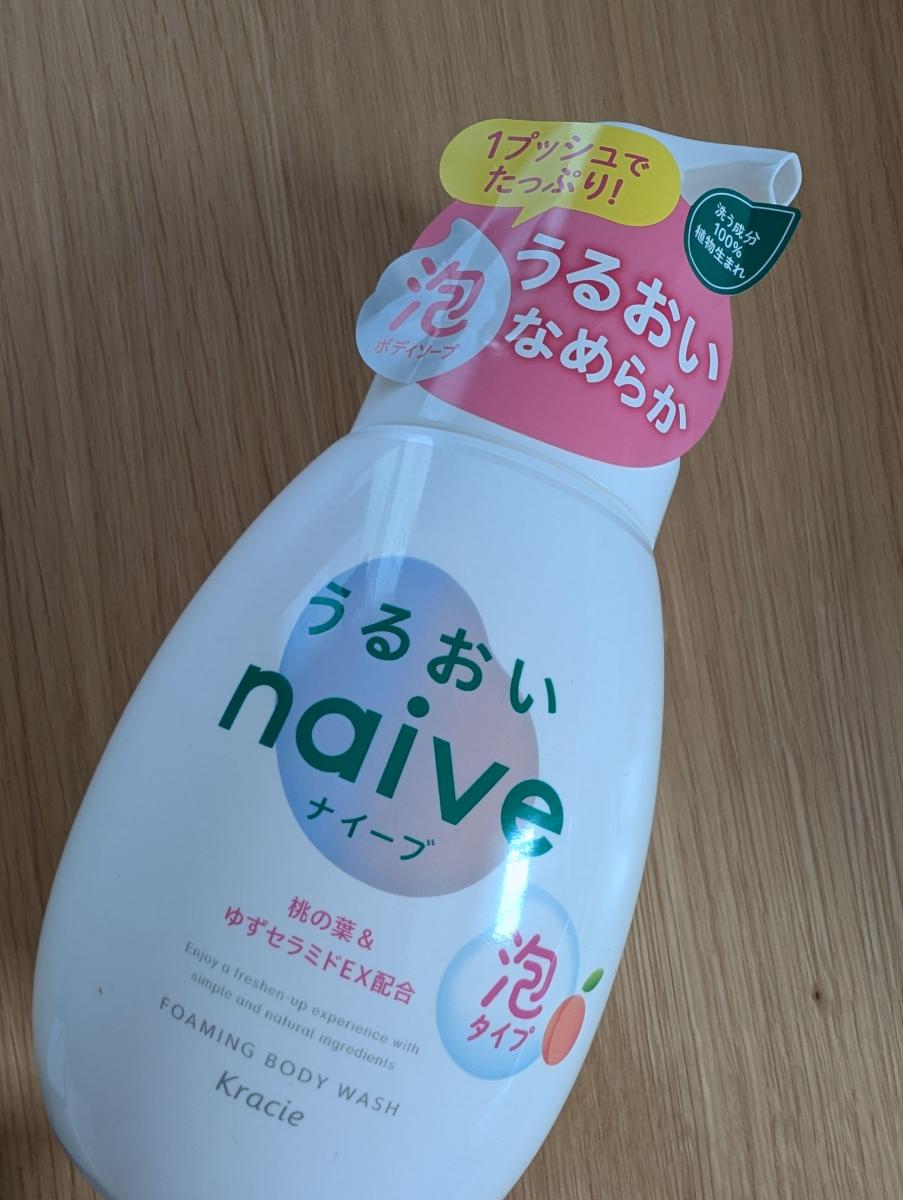 1プッシュで
たっぷり!
洗う成分
100%
植物生まれ
泡
ボディソープ
うるおい
なめらか
うるおい
naive
ナイーブ
桃の葉&
ゆずセラミドEX配合
Enjoy a freshen-up experience with
simple and natural ingredients
FOAMING BODY WASH
Kracie
泡
タイプ